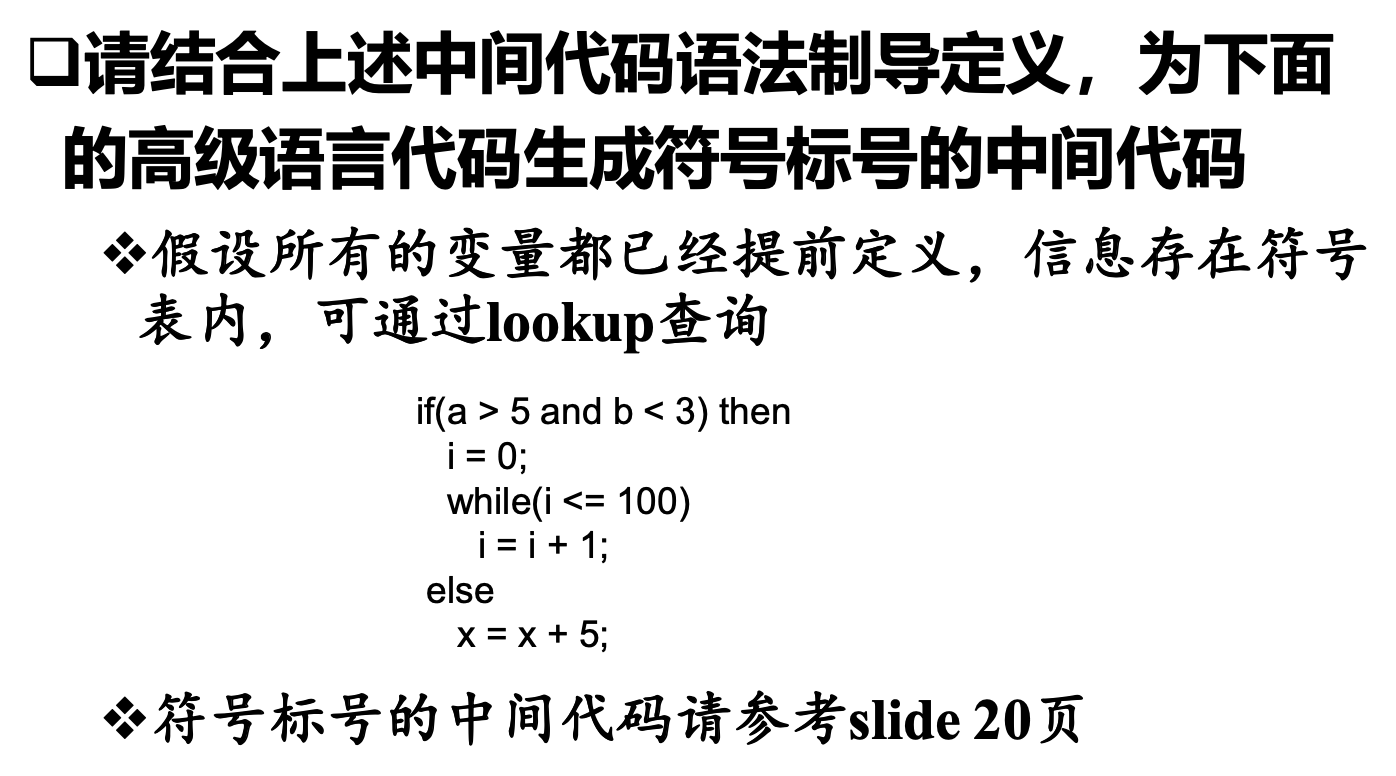 ❑请结合上述中间代码语法制导定义，为下面
的高级语言代码生成符号标号的中间代码
❖假设所有的变量都已经提前定义，信息存在符号
表内，可通过lookup查询
if(a > 5 and b < 3) then
i = 0;
while(i <= 100)
i = i + 1;
else
x = x + 5;
❖符号标号的中间代码请参考slide 20页